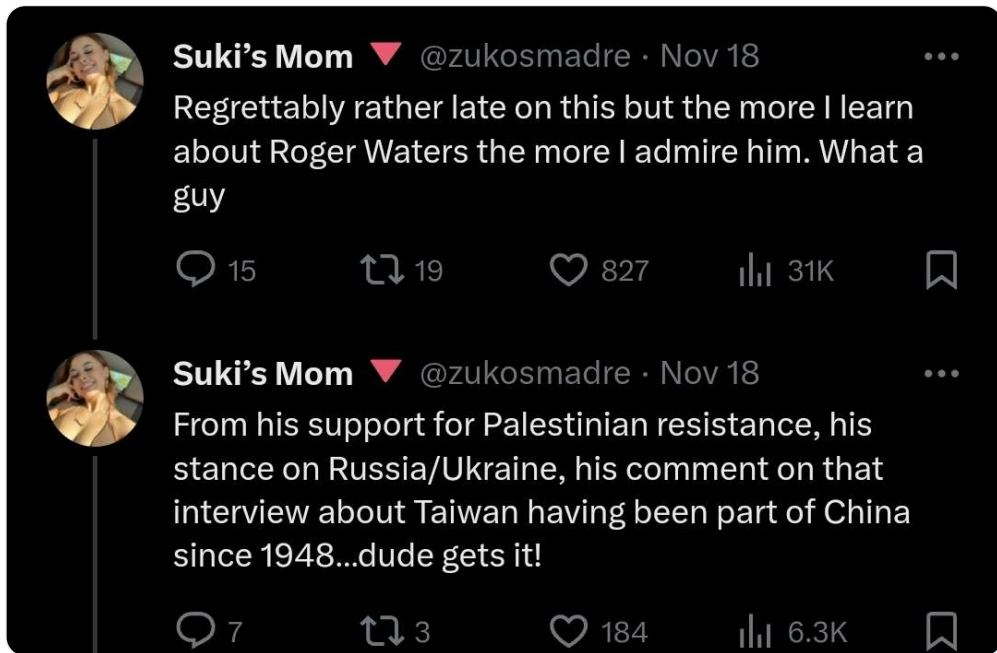 Suki’s Mom 🔻 @zukosmadre · Nov 18
Regrettably rather late on this but the more I learn
about Roger Waters the more I admire him. What a
guy
15 19 827 31K
Suki’s Mom 🔻 @zukosmadre · Nov 18
From his support for Palestinian resistance, his
stance on Russia/Ukraine, his comment on that
interview about Taiwan having been part of China
since 1948...dude gets it!
7 3 184 6.3K